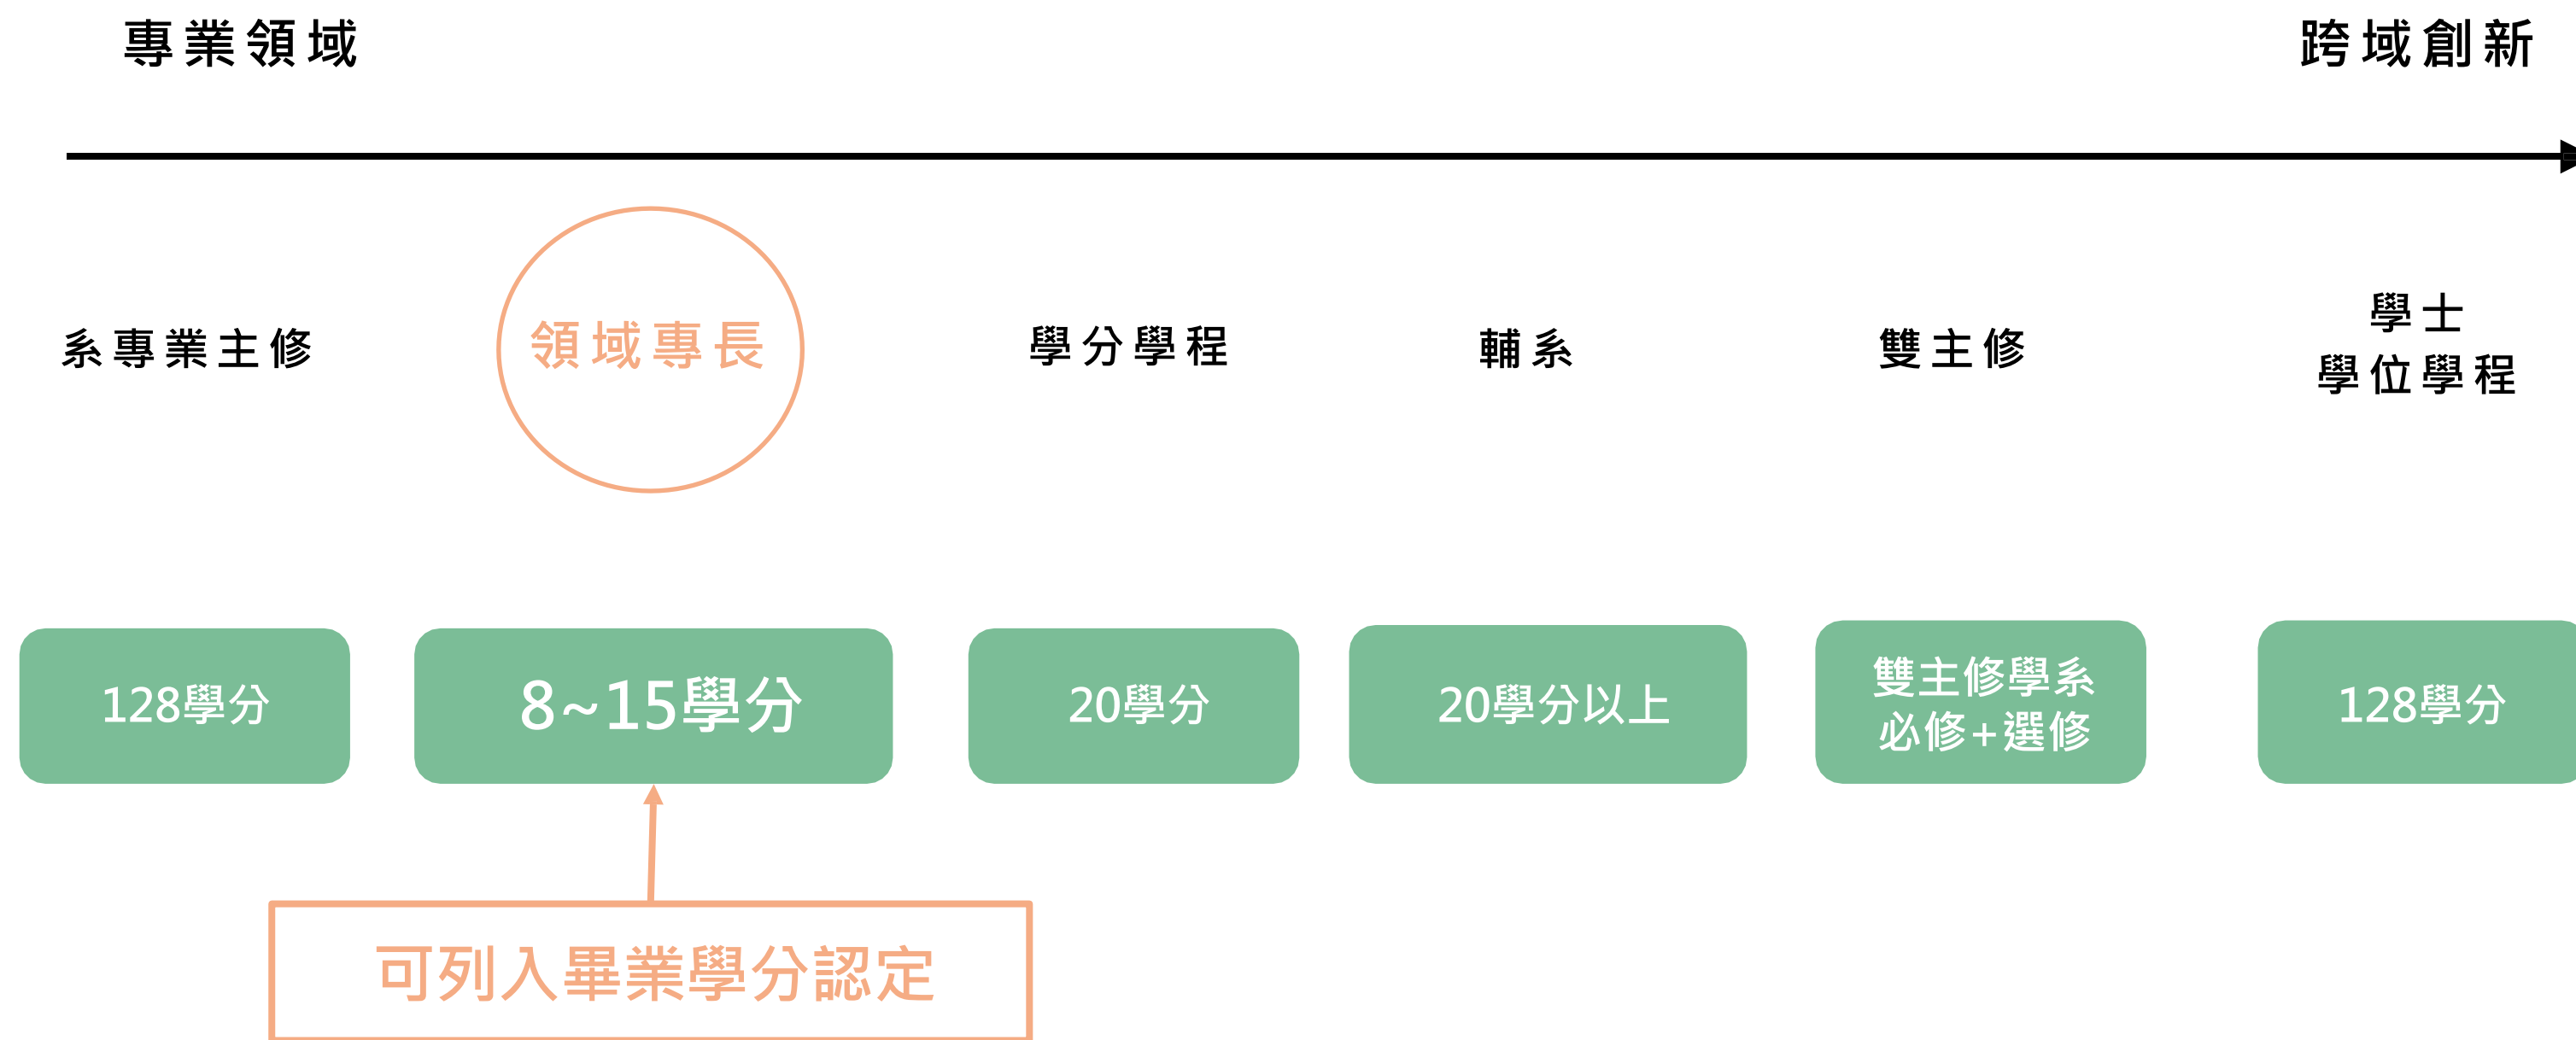 專業領域
跨域創新
系專業主修
領域專長
學分學程
輔系
雙主修
學士
學位學程
128學分
8~15學分
20學分
20學分以上
雙主修學系
必修+選修
128學分
可列入畢業學分認定